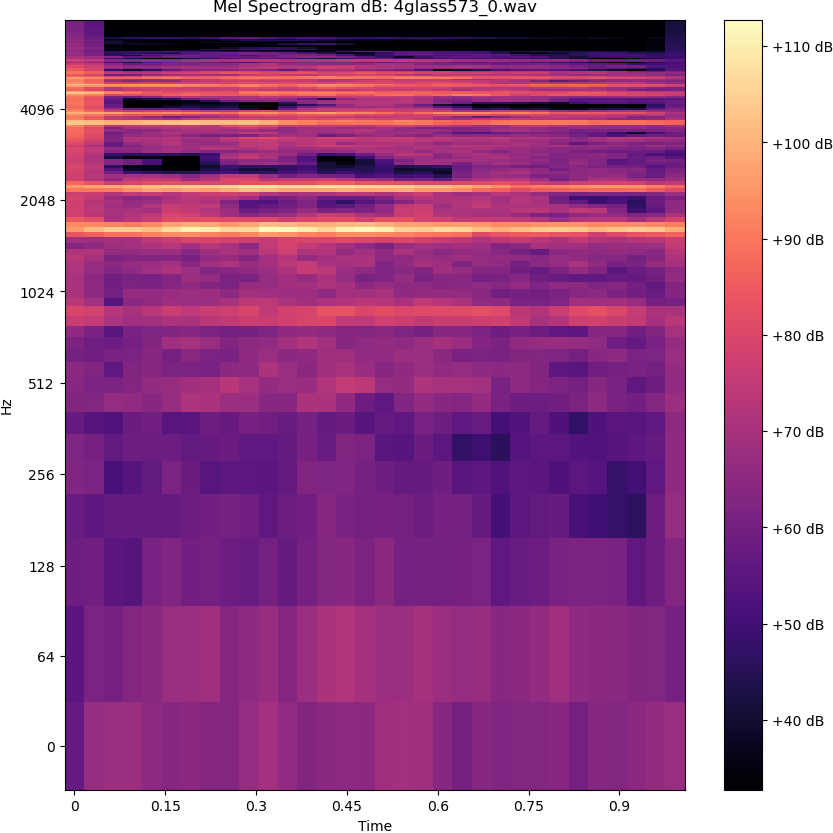 Mel Spectrogram dB: 4glass573_0.wav
+110 dB
4096
+100 dB
2048
+90 dB
1024
+80 dB
512
Hz
+70 dB
256
+60 dB
128
+50 dB
64
+40 dB
0
0 0.15 0.3 0.45 0.6 0.75 0.9
Time